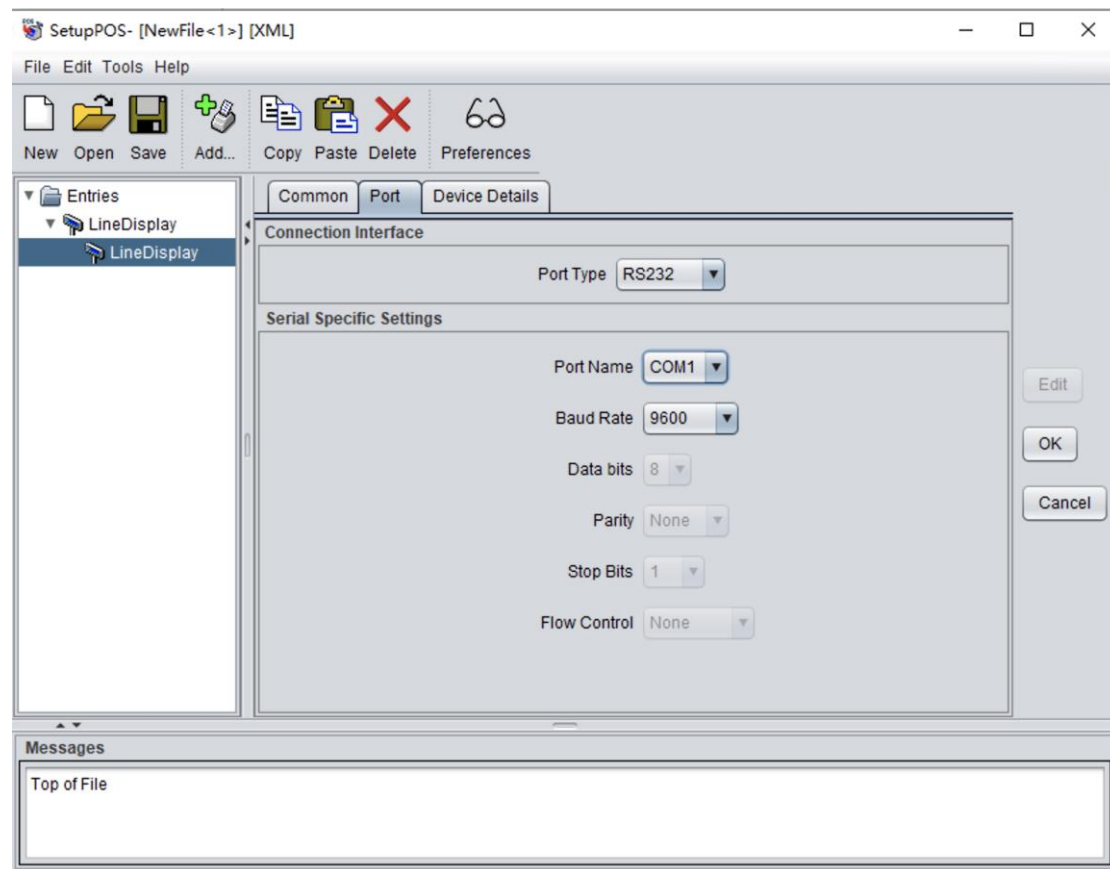 SetupPOS- [NewFile<1>] [XML]
File Edit Tools Help
New Open Save Add... Copy Paste Delete Preferences
Entries
LineDisplay
LineDisplay
Common Port Device Details
Connection Interface
Port Type RS232
Serial Specific Settings
Port Name COM1
Baud Rate 9600
Data bits 8
Parity None
Stop Bits 1
Flow Control None
Edit
OK
Cancel
Messages
Top of File